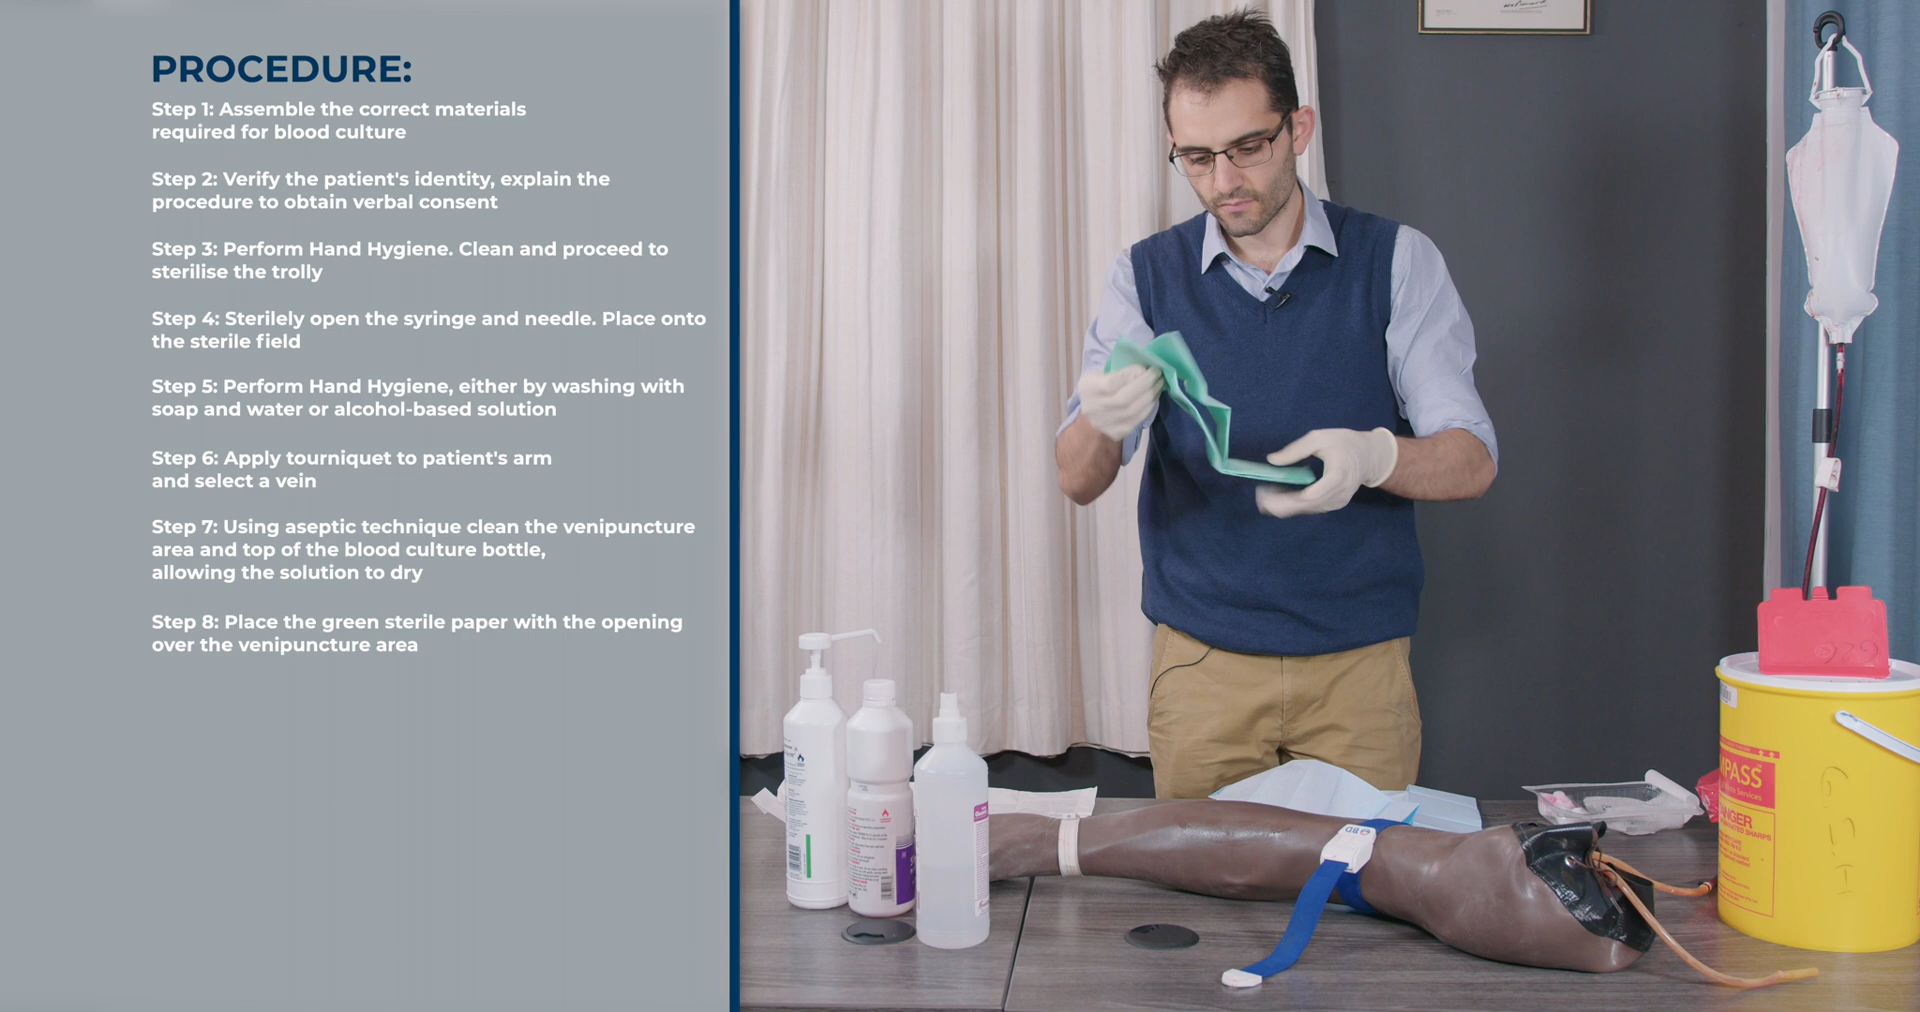 PROCEDURE:
Step 1: Assemble the correct materials
required for blood culture
Step 2: Verify the patient's identity, explain the
procedure to obtain verbal consent
Step 3: Perform Hand Hygiene. Clean and proceed to
sterilise the trolly
Step 4: Sterilely open the syringe and needle. Place onto
the sterile field
Step 5: Perform Hand Hygiene, either by washing with
soap and water or alcohol-based solution
Step 6: Apply tourniquet to patient's arm
and select a vein
Step 7: Using aseptic technique clean the venipuncture
area and top of the blood culture bottle,
allowing the solution to dry
Step 8: Place the green sterile paper with the opening
over the venipuncture area
BD